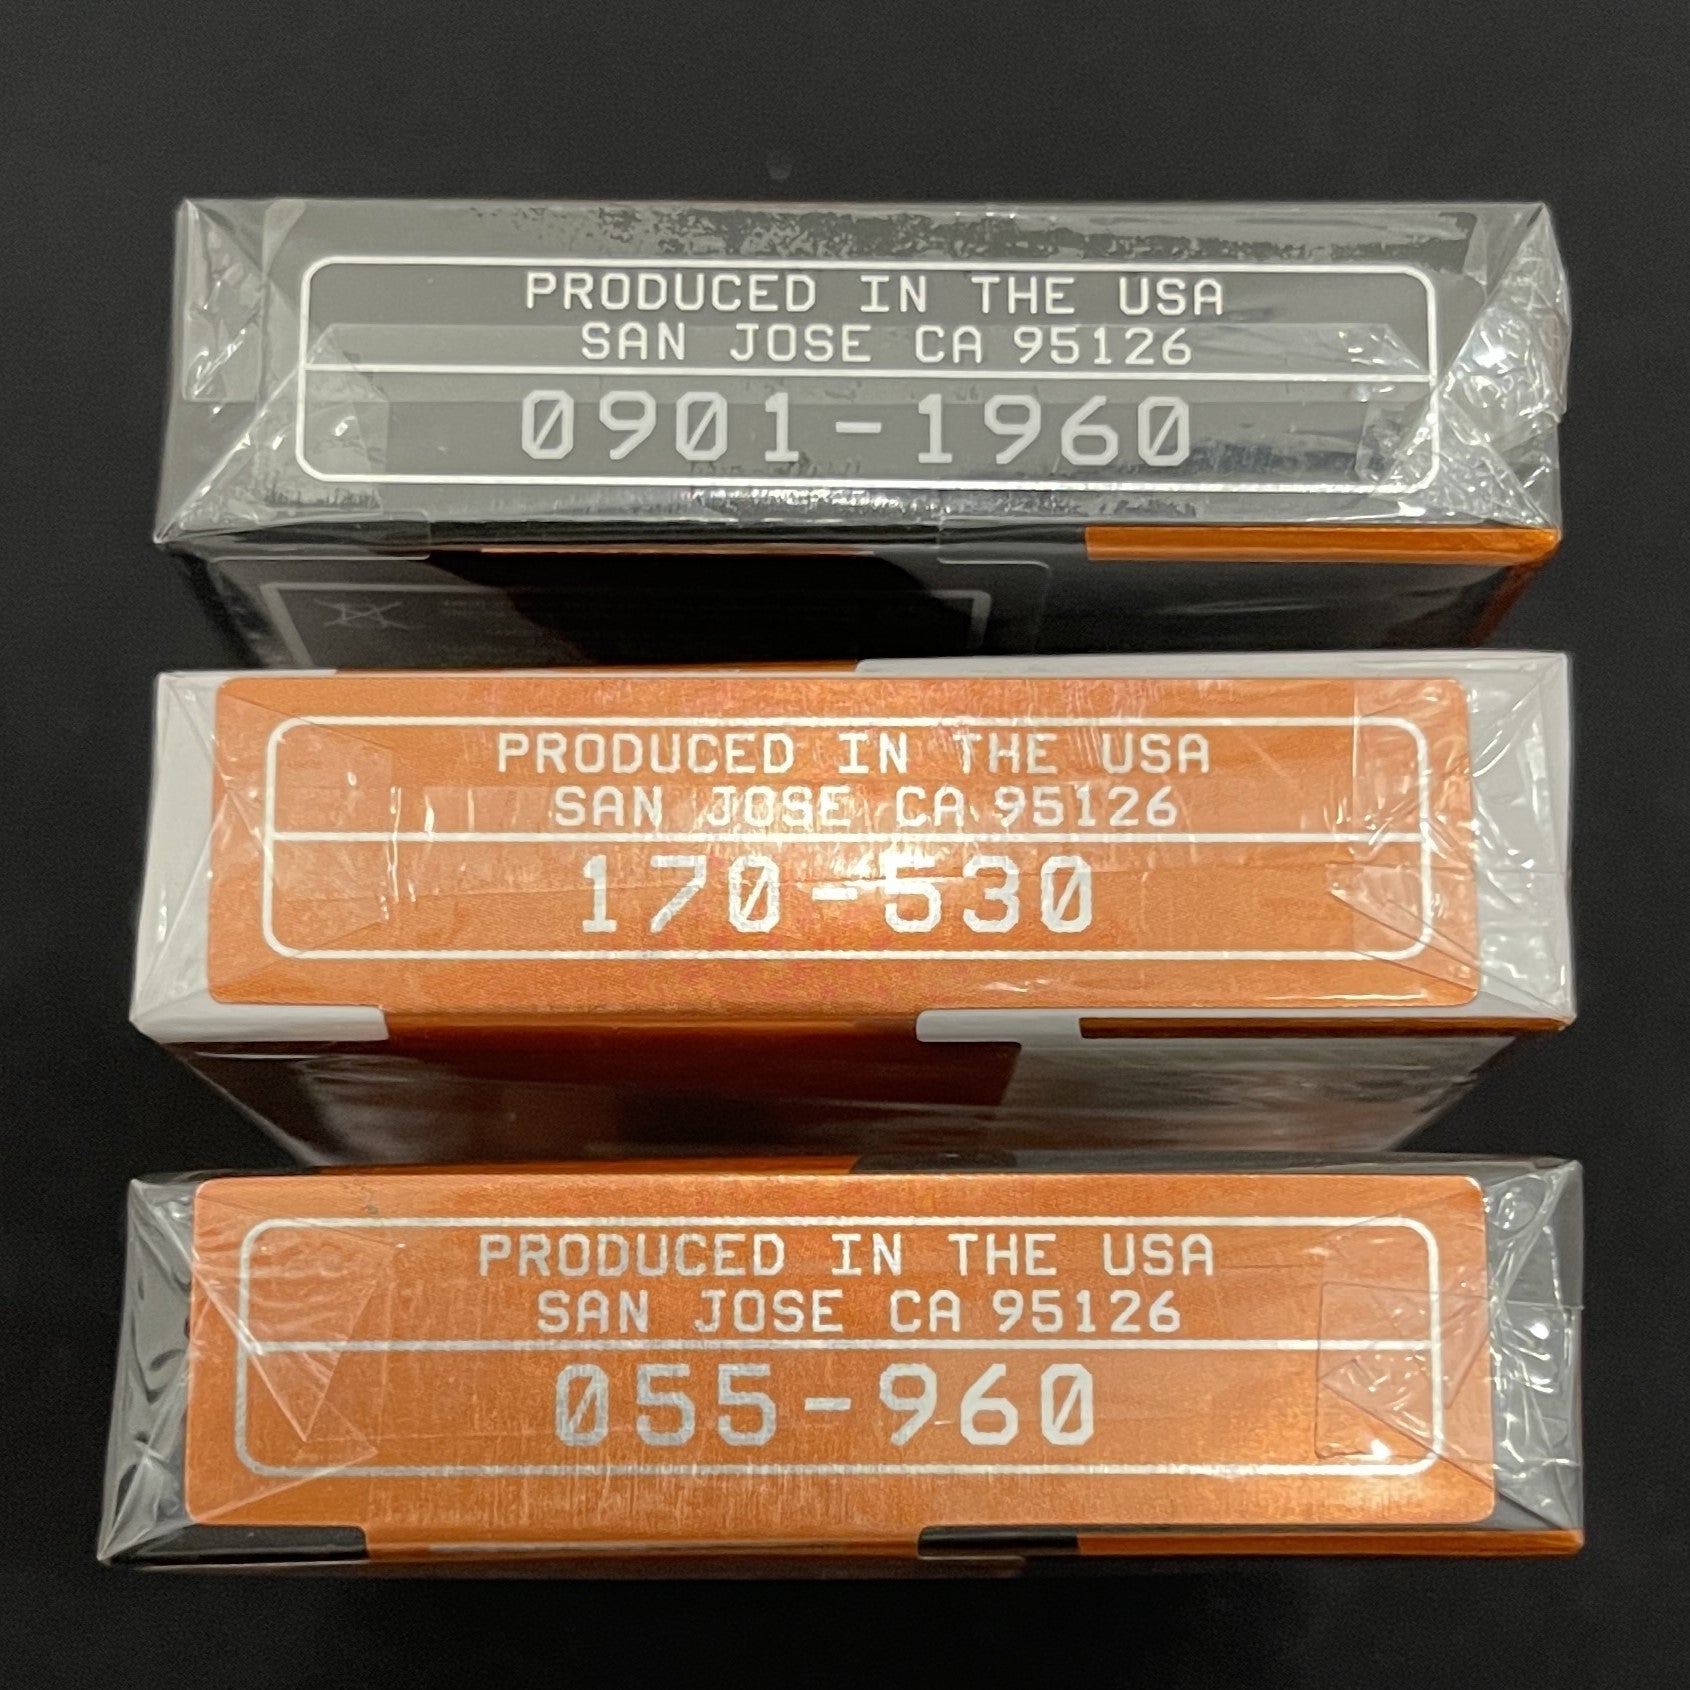 PRODUCED IN THE USA
SAN JOSE CA 95126
0901-1960
PRODUCED IN THE USA
SAN JOSE CA 95126
170-530
PRODUCED IN THE USA
SAN JOSE CA 95126
055-960